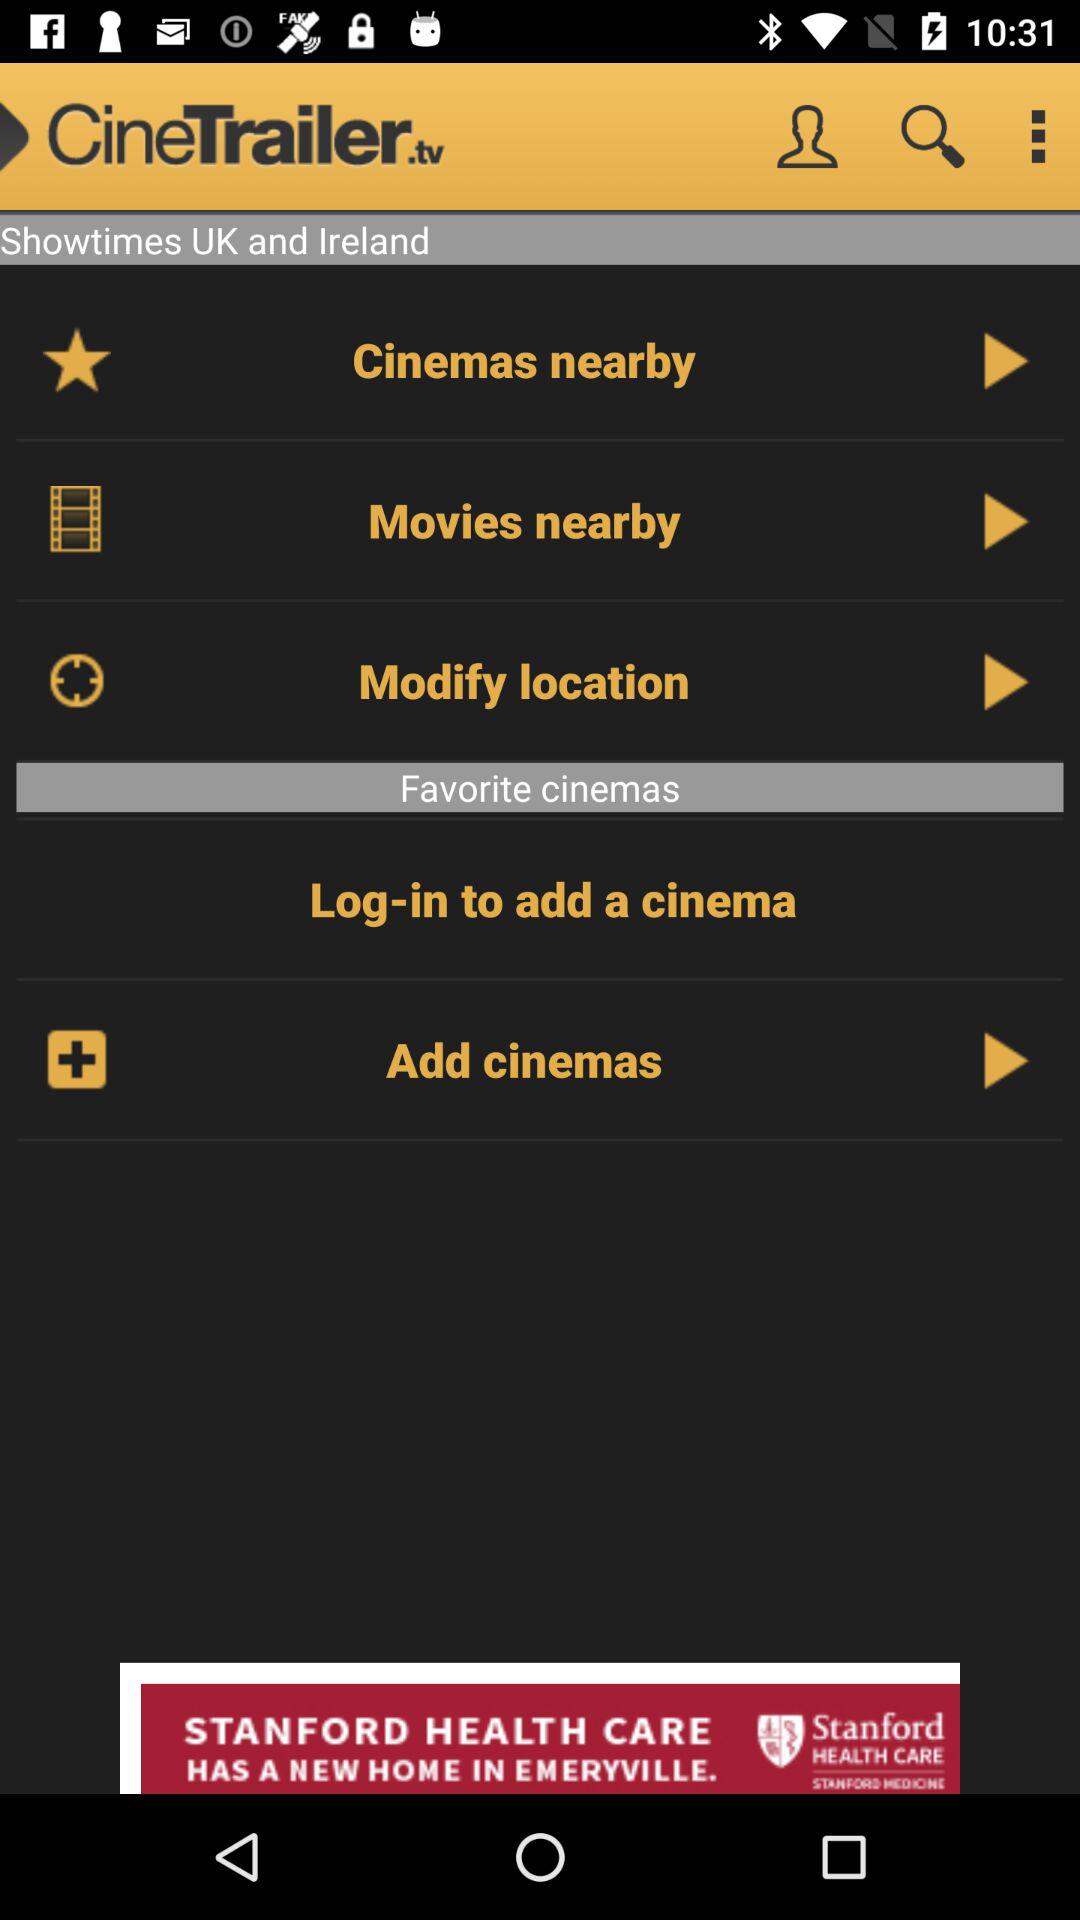 FAKE
10:31
CineTrailer.tv
Showtimes UK and Ireland
Cinemas nearby
Movies nearby
Modify location
Favorite cinemas
Log-in to add a cinema
Add cinemas
STANFORD HEALTH CARE
HAS A NEW HOME IN EMERYVILLE.
Stanford
HEALTH CARE
STANFORD MEDICINE